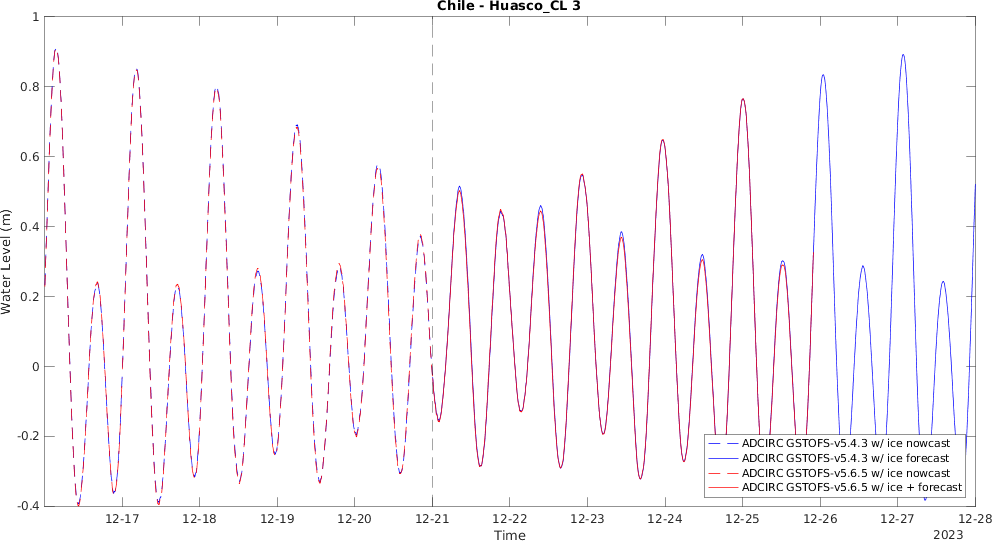 Chile - Huasco_CL 3
1
0.8
0.6
0.4
0.2
0
-0.2
-0.4
Water Level (m)
ADCIRC GSTOFS-v5.4.3 w/ ice nowcast
ADCIRC GSTOFS-v5.4.3 w/ ice forecast
ADCIRC GSTOFS-v5.6.5 w/ ice nowcast
ADCIRC GSTOFS-v5.6.5 w/ ice + forecast
12-17 12-18 12-19 12-20 12-21 12-22 12-23 12-24 12-25 12-26 12-27 12-28
Time
2023